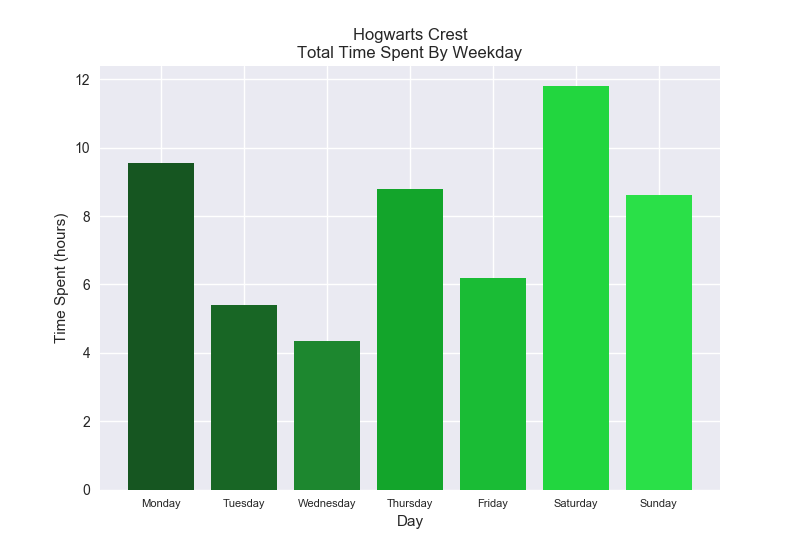 Hogwarts Crest
Total Time Spent By Weekday
Time Spent (hours)
12
10
8
6
4
2
0
Monday Tuesday Wednesday Thursday Friday Saturday Sunday
Day